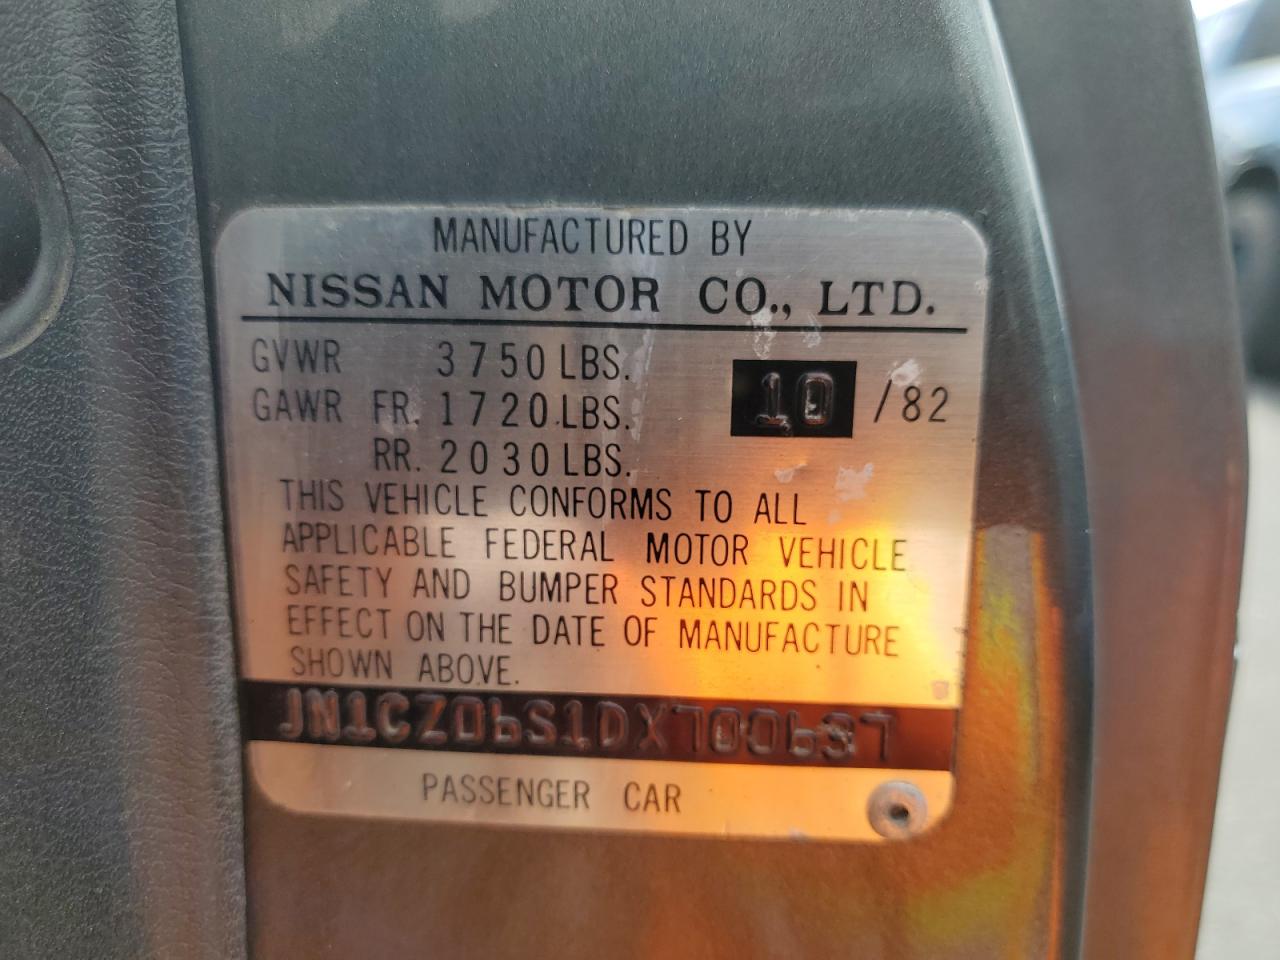 MANUFACTURED BY
NISSAN MOTOR CO., LTD.
GVWR 3750 LBS.
10 /82
GAWR FR. 1720 LBS.
RR. 2030 LBS.
THIS VEHICLE CONFORMS TO ALL
APPLICABLE FEDERAL MOTOR VEHICLE
SAFETY AND BUMPER STANDARDS IN
EFFECT ON THE DATE OF MANUFACTURE
SHOWN ABOVE.
JN1CZ06S1DX700637
PASSENGER CAR